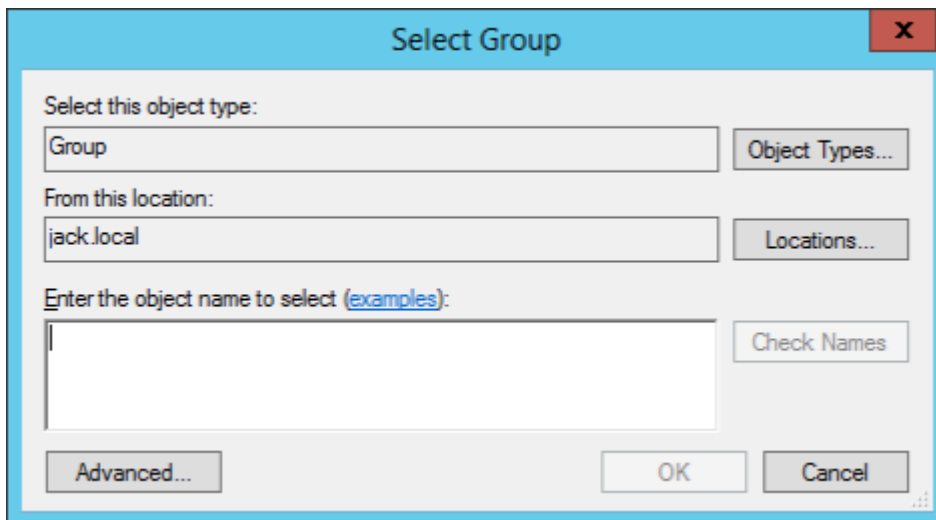 Select Group
x
Select this object type:
Group
Object Types...
From this location:
jack.local
Locations...
Enter the object name to select (examples):
Check Names
Advanced...
OK
Cancel